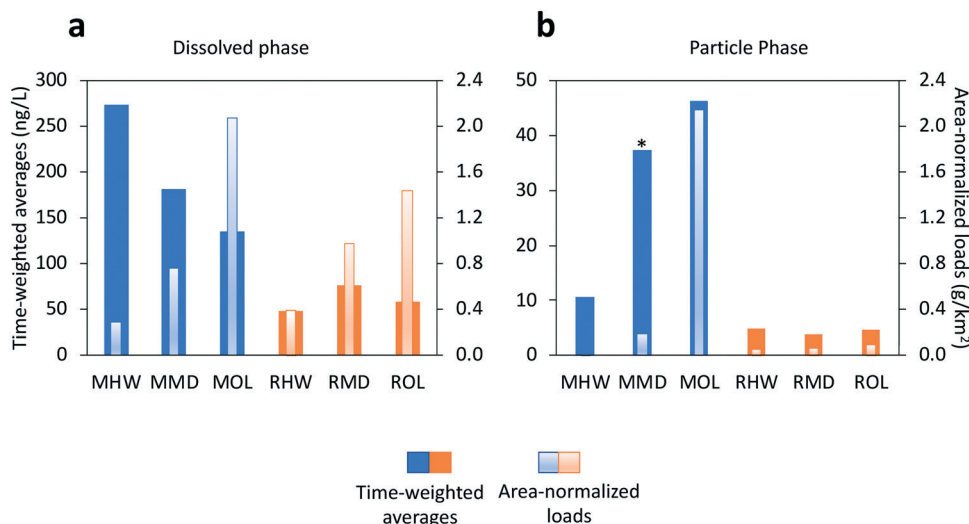 a
Dissolved phase
Time-weighted averages (ng/L)
300
250
200
150
100
50
0
2.4
2.0
1.6
1.2
0.8
0.4
0.0
MHW MMD MOL RHW RMD ROL
b
Particle Phase
50
40
30
20
10
0
*
2.4
2.0
1.6
1.2
0.8
0.4
0.0
Area-normalized
loads (g/km²)
MHW MMD MOL RHW RMD ROL
Time-weighted
averages
Area-normalized
loads